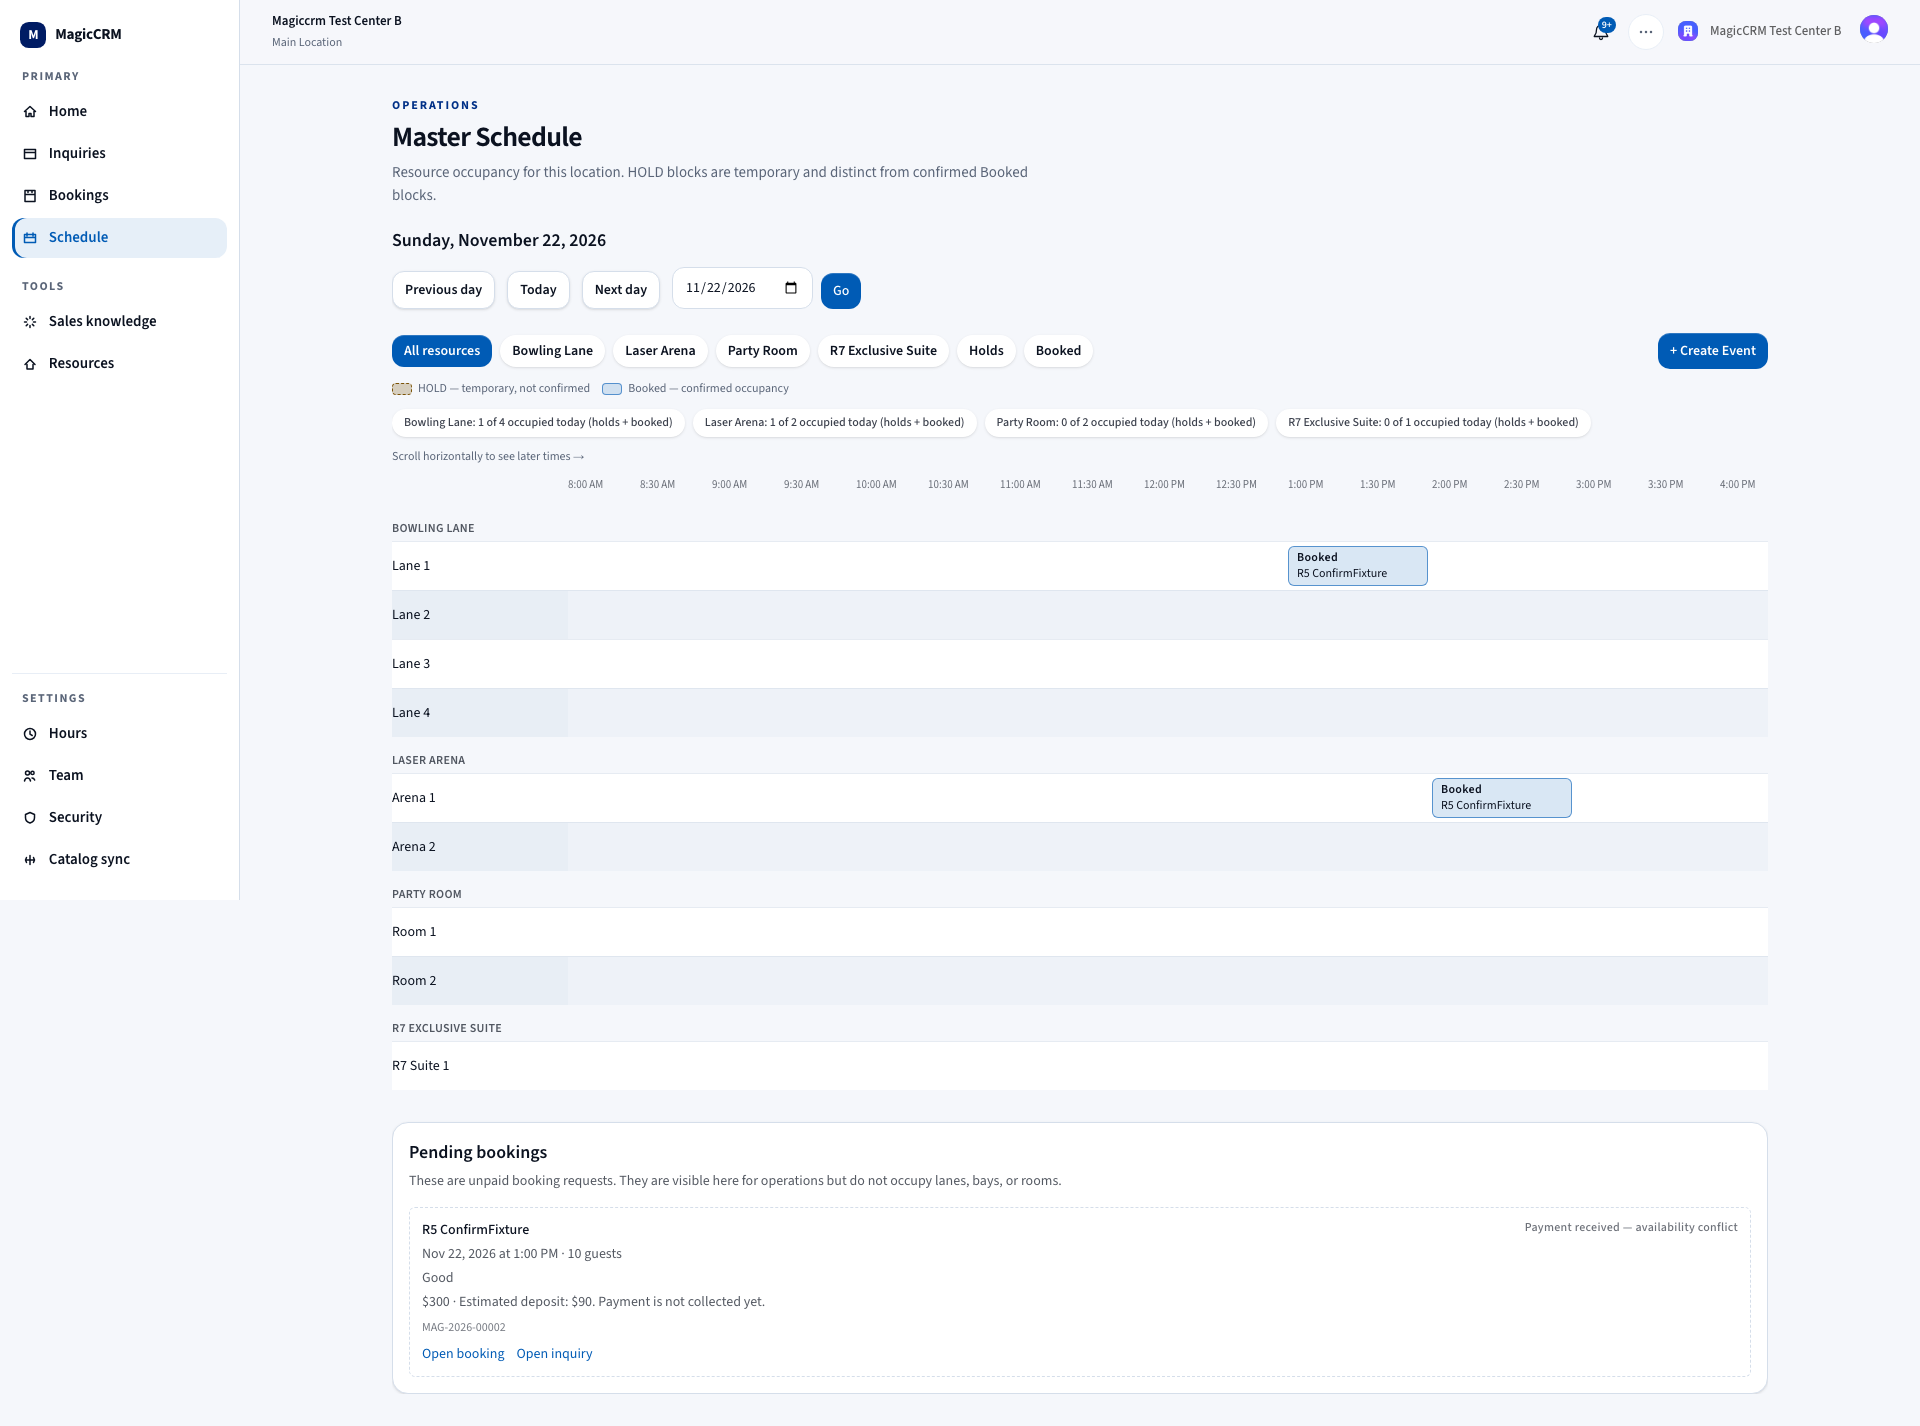 M MagicCRM
PRIMARY
Home
Inquiries
Bookings
Schedule
TOOLS
Sales knowledge
Resources
SETTINGS
Hours
Team
Security
Catalog sync
Magiccrm Test Center B
Main Location
9+
MagicCRM Test Center B
OPERATIONS
Master Schedule
Resource occupancy for this location. HOLD blocks are temporary and distinct from confirmed Booked
blocks.
Sunday, November 22, 2026
Previous day Today Next day 11/22/2026 Go
All resources Bowling Lane Laser Arena Party Room R7 Exclusive Suite Holds Booked + Create Event
HOLD — temporary, not confirmed Booked — confirmed occupancy
Bowling Lane: 1 of 4 occupied today (holds + booked) Laser Arena: 1 of 2 occupied today (holds + booked) Party Room: 0 of 2 occupied today (holds + booked) R7 Exclusive Suite: 0 of 1 occupied today (holds + booked)
Scroll horizontally to see later times →
8:00 AM 8:30 AM 9:00 AM 9:30 AM 10:00 AM 10:30 AM 11:00 AM 11:30 AM 12:00 PM 12:30 PM 1:00 PM 1:30 PM 2:00 PM 2:30 PM 3:00 PM 3:30 PM 4:00 PM
BOWLING LANE
Lane 1
Booked
R5 ConfirmFixture
Lane 2
Lane 3
Lane 4
LASER ARENA
Arena 1
Booked
R5 ConfirmFixture
Arena 2
PARTY ROOM
Room 1
Room 2
R7 EXCLUSIVE SUITE
R7 Suite 1
Pending bookings
These are unpaid booking requests. They are visible here for operations but do not occupy lanes, bays, or rooms.
R5 ConfirmFixture Payment received — availability conflict
Nov 22, 2026 at 1:00 PM · 10 guests
Good
$300 · Estimated deposit: $90. Payment is not collected yet.
MAG-2026-00002
Open booking Open inquiry